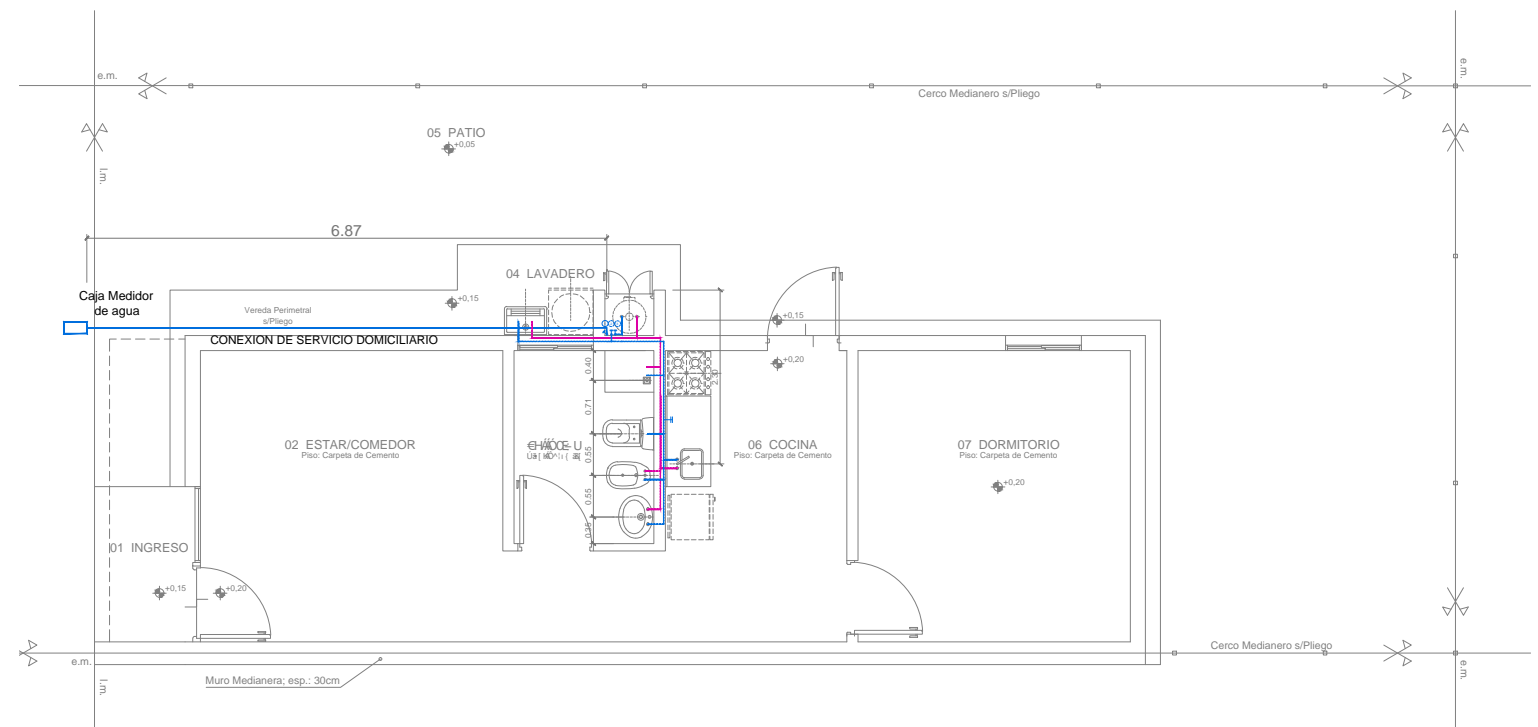 e.m.
e.m.
Cerco Medianero s/Pliego
05 PATIO
+0,05
l.m.
6.87
04 LAVADERO
Caja Medidor
de agua
+0,15
Vereda Perimetral
s/Pliego
+0,15
CONEXION DE SERVICIO DOMICILIARIO
+0,20
0.40
2.30
0.71
02 ESTAR/COMEDOR
Piso: Carpeta de Cemento
06 COCINA
Piso: Carpeta de Cemento
07 DORMITORIO
Piso: Carpeta de Cemento
0.55
+0,20
0.55
0.35
01 INGRESO
+0,15
+0,20
Cerco Medianero s/Pliego
e.m.
e.m.
l.m.
Muro Medianera; esp.: 30cm